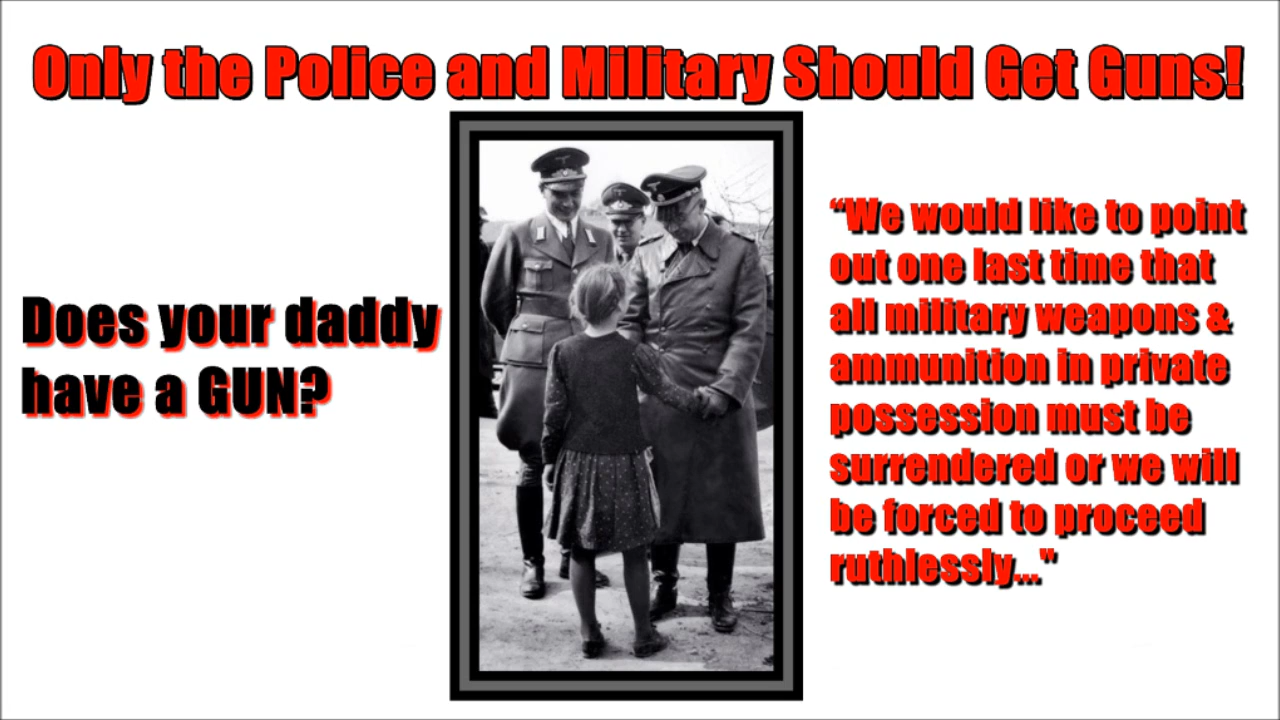 Only the Police and Military Should Get Guns!
Does your daddy
have a GUN?
“We would like to point
out one last time that
all military weapons &
ammunition in private
possession must be
surrendered or we will
be forced to proceed
ruthlessly..."